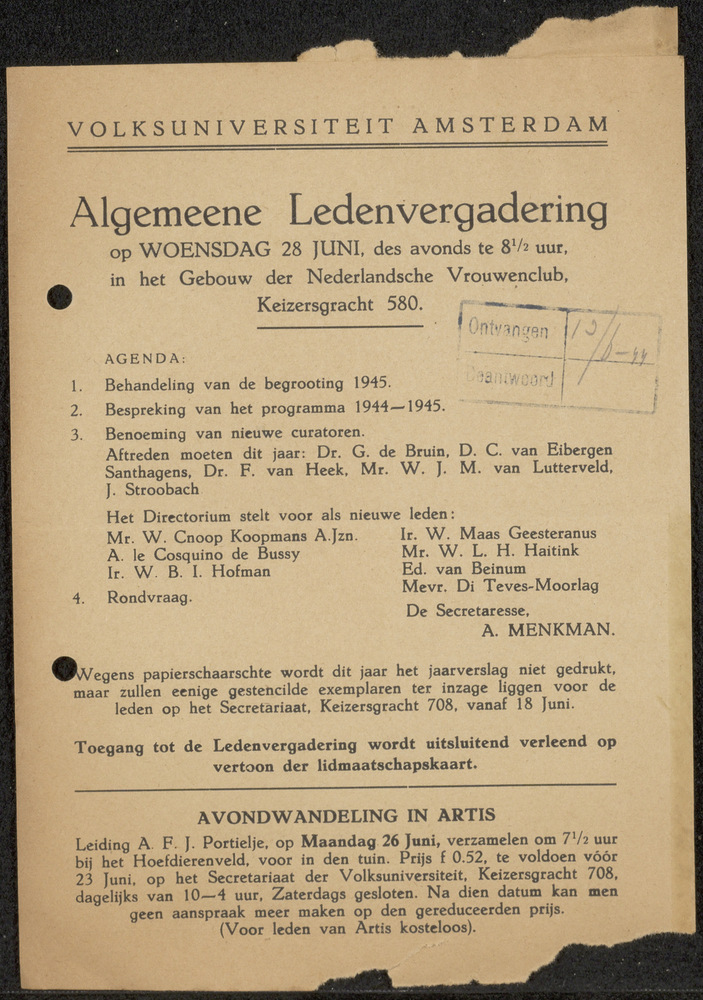 VOLKSUNIVERSITEIT AMSTERDAM
Algemeene Ledenvergadering
op WOENSDAG 28 JUNI, des avonds te 8½ uur,
in het Gebouw der Nederlandsche Vrouwenclub,
Keizersgracht 580.
Ontvangen 12/6-44
Beantwoord
AGENDA:
1. Behandeling van de begrooting 1945.
2. Bespreking van het programma 1944—1945.
3. Benoeming van nieuwe curatoren.
Aftreden moeten dit jaar: Dr. G. de Bruin, D. C. van Eibergen
Santhagens, Dr. F. van Heek, Mr. W. J. M. van Lutterveld,
J. Stroobach
Het Directorium stelt voor als nieuwe leden:
Mr. W. Cnoop Koopmans A.Jzn.
A. le Cosquino de Bussy
Ir. W. B. I. Hofman
Ir. W. Maas Geesteranus
Mr. W. L. H. Haitink
Ed. van Beinum
Mevr. Di Teves-Moorlag
4. Rondvraag.
De Secretaresse,
A. MENKMAN.
Wegens papierschaarschte wordt dit jaar het jaarverslag niet gedrukt,
maar zullen eenige gestencilde exemplaren ter inzage liggen voor de
leden op het Secretariaat, Keizersgracht 708, vanaf 18 Juni.
Toegang tot de Ledenvergadering wordt uitsluitend verleend op
vertoon der lidmaatschapskaart.
AVONDWANDELING IN ARTIS
Leiding A. F. J. Portielje, op Maandag 26 Juni, verzamelen om 7½ uur
bij het Hoefdierenveld, voor in den tuin. Prijs f 0.52, te voldoen vóór
23 Juni, op het Secretariaat der Volksuniversiteit, Keizersgracht 708,
dagelijks van 10—4 uur, Zaterdags gesloten. Na dien datum kan men
geen aanspraak meer maken op den gereduceerden prijs.
(Voor leden van Artis kosteloos).